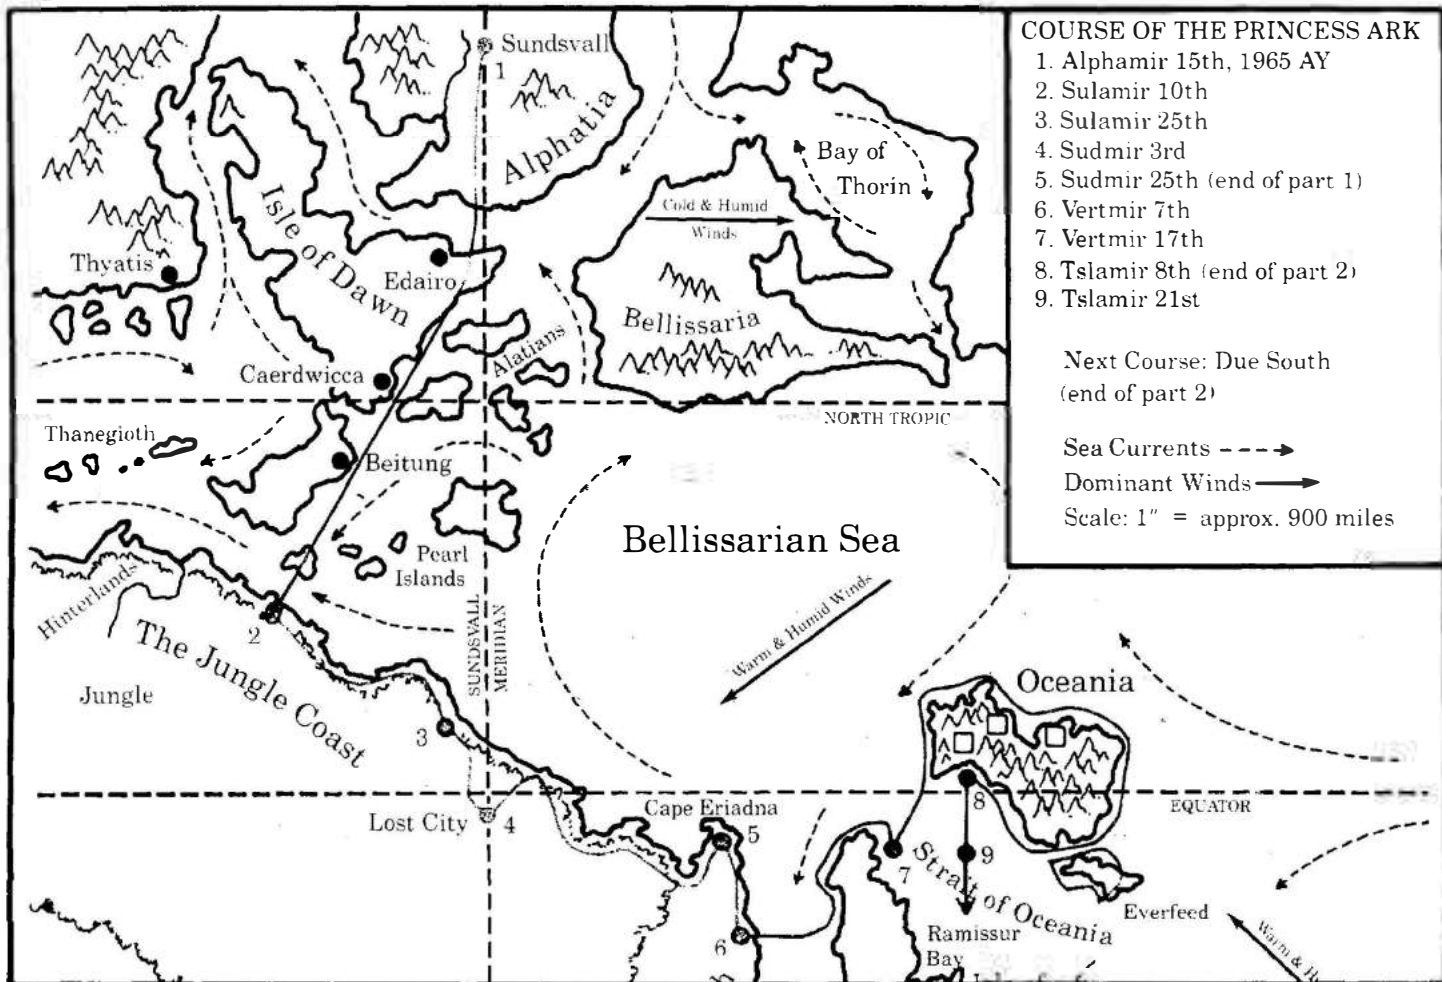 COURSE OF THE PRINCESS ARK
1. Alphamir 15th, 1965 AY
2. Sulamir 10th
3. Sulamir 25th
4. Sudmir 3rd
5. Sudmir 25th (end of part 1)
6. Vertmir 7th
7. Vertmir 17th
8. Tslamir 8th (end of part 2)
9. Tslamir 21st
Next Course: Due South
(end of part 2)
Sea Currents
Dominant Winds
Scale: 1" = approx. 900 miles
Sundsvall
1
Alphatia
Bay of
Thorin
Cold & Humid
Winds
Isle of Dawn
Thyatis
Edairo
Bellissaria
Alatians
Caerdwicca
NORTH TROPIC
Thanegioth
Beitung
Bellissarian Sea
Pearl
Islands
Hinterlands
2
The Jungle Coast
SUNDSVALL
MERIDIAN
Warm & Humid Winds
Jungle
Oceania
3
Cape Eriadna
8
EQUATOR
Lost City
4
5
7
9
Strait of Oceania
Everfeed
6
Ramissur
Bay
Warm & H